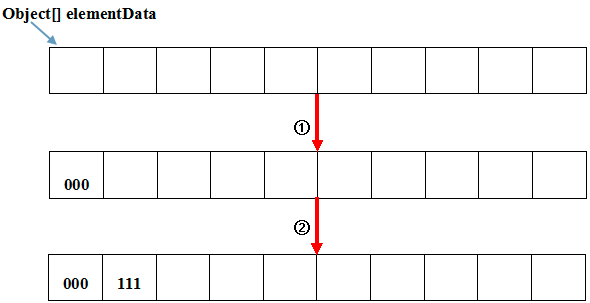 Object[] elementData
①
000
②
000 111